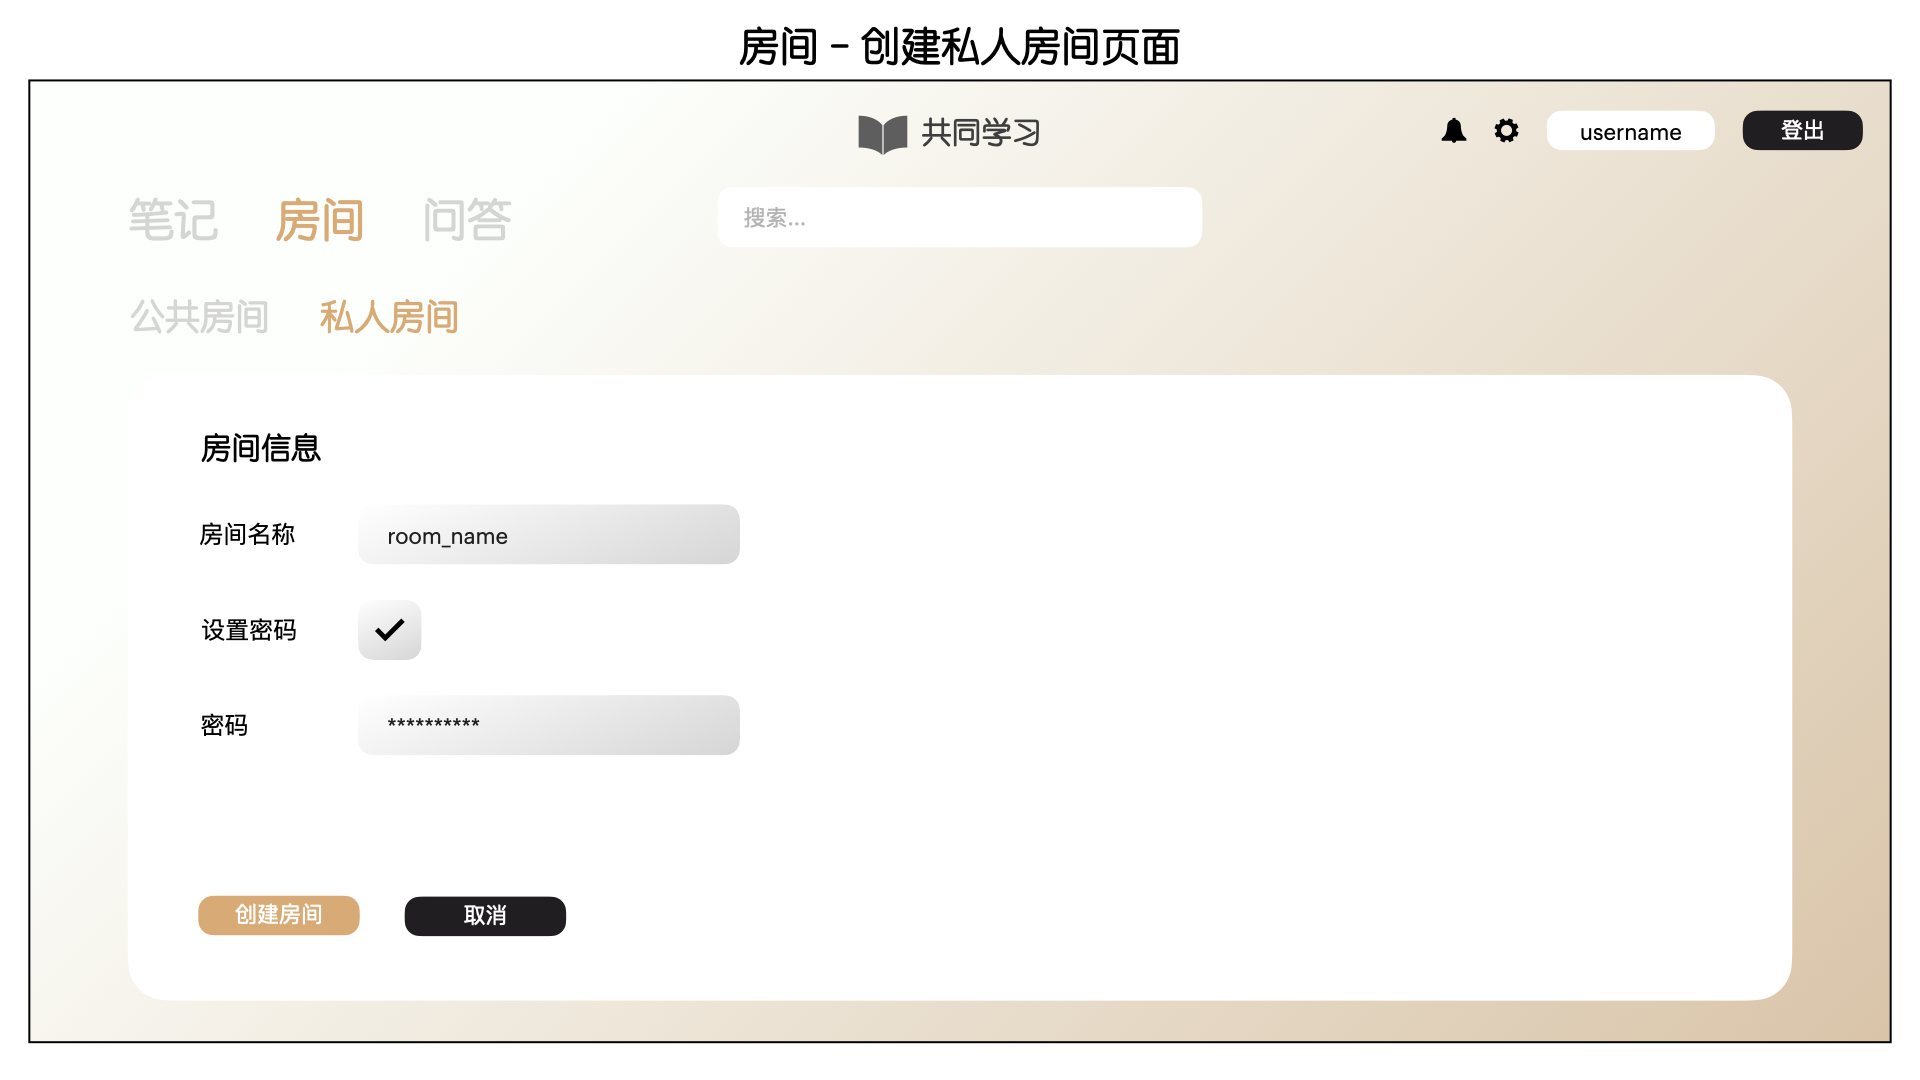 房间 - 创建私人房间页面
共同学习
username
登出
笔记 房间 问答
搜索...
公共房间 私人房间
房间信息
房间名称 room_name
设置密码
密码 **********
创建房间 取消